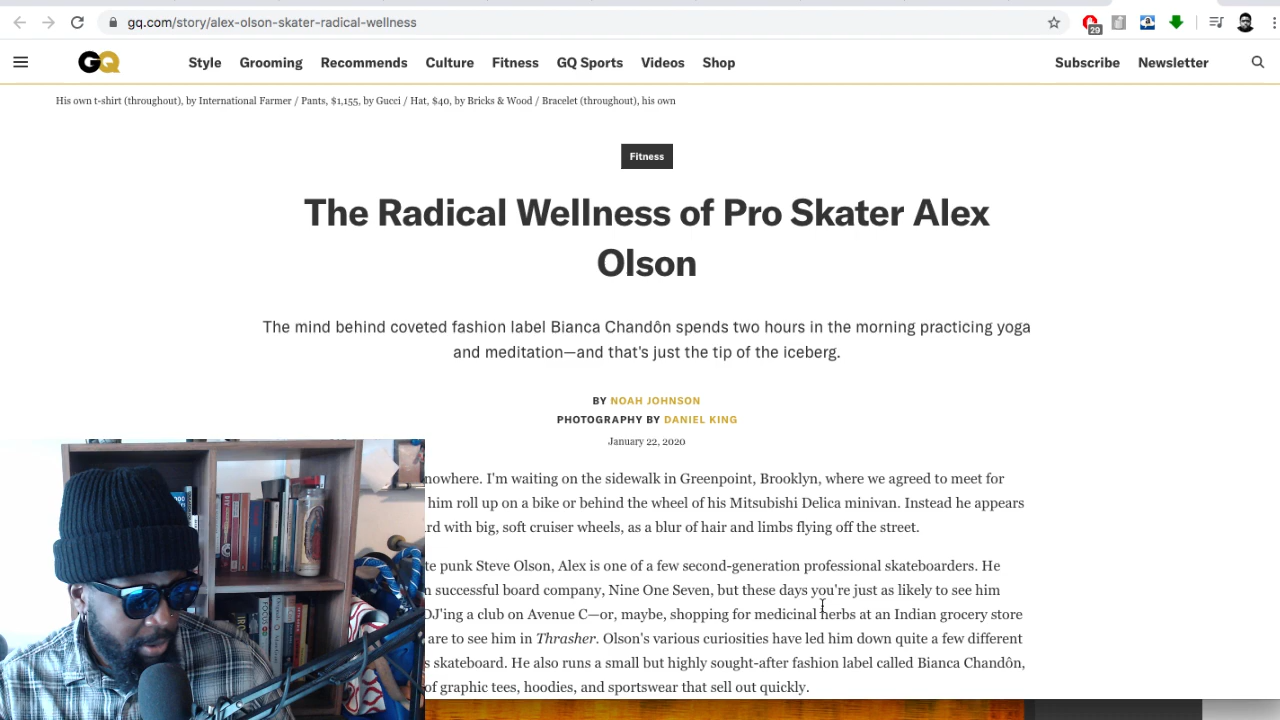 gq.com/story/alex-olson-skater-radical-wellness
29
GQ Style Grooming Recommends Culture Fitness GQ Sports Videos Shop Subscribe Newsletter
His own t-shirt (throughout), by International Farmer / Pants, $1,155, by Gucci / Hat, $40, by Bricks & Wood / Bracelet (throughout), his own
Fitness
The Radical Wellness of Pro Skater Alex
Olson
The mind behind coveted fashion label Bianca Chandôn spends two hours in the morning practicing yoga
and meditation—and that's just the tip of the iceberg.
BY NOAH JOHNSON
PHOTOGRAPHY BY DANIEL KING
January 22, 2020
nowhere. I'm waiting on the sidewalk in Greenpoint, Brooklyn, where we agreed to meet for
him roll up on a bike or behind the wheel of his Mitsubishi Delica minivan. Instead he appears
rd with big, soft cruiser wheels, as a blur of hair and limbs flying off the street.
te punk Steve Olson, Alex is one of a few second-generation professional skateboarders. He
n successful board company, Nine One Seven, but these days you're just as likely to see him
DJ'ing a club on Avenue C—or, maybe, shopping for medicinal herbs at an Indian grocery store
are to see him in Thrasher. Olson's various curiosities have led him down quite a few different
s skateboard. He also runs a small but highly sought-after fashion label called Bianca Chandôn,
of graphic tees, hoodies, and sportswear that sell out quickly.